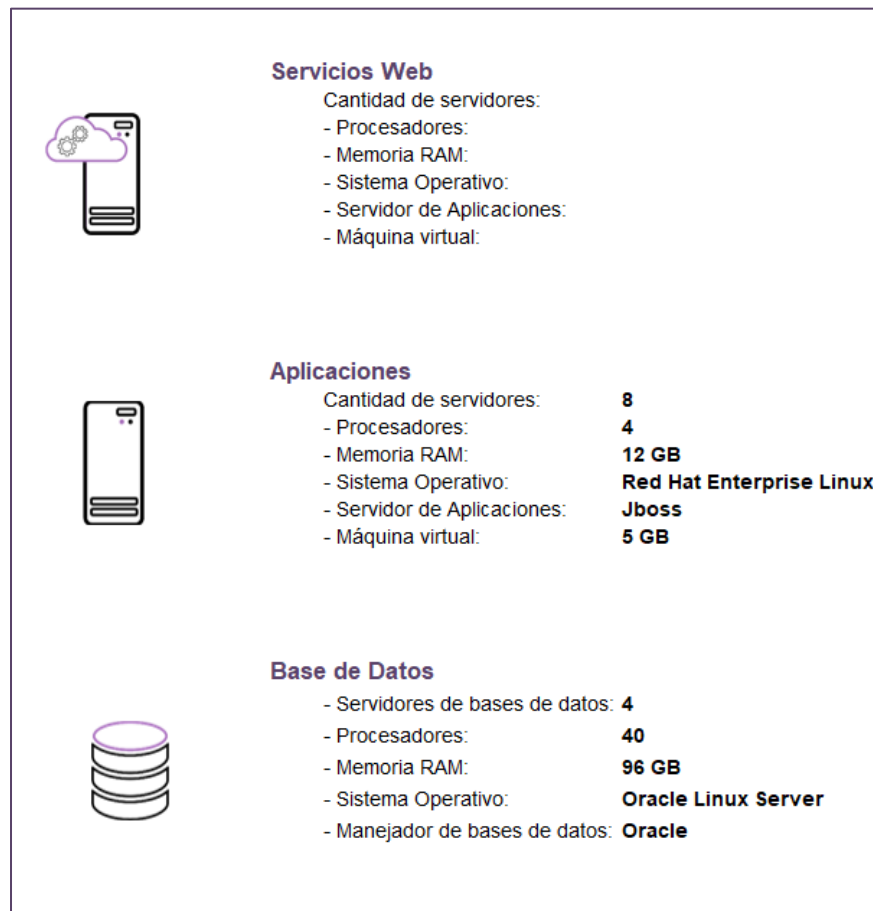 Servicios Web
Cantidad de servidores:
- Procesadores:
- Memoria RAM:
- Sistema Operativo:
- Servidor de Aplicaciones:
- Máquina virtual:
Aplicaciones
Cantidad de servidores: 8
- Procesadores: 4
- Memoria RAM: 12 GB
- Sistema Operativo: Red Hat Enterprise Linux
- Servidor de Aplicaciones: Jboss
- Máquina virtual: 5 GB
Base de Datos
- Servidores de bases de datos: 4
- Procesadores: 40
- Memoria RAM: 96 GB
- Sistema Operativo: Oracle Linux Server
- Manejador de bases de datos: Oracle